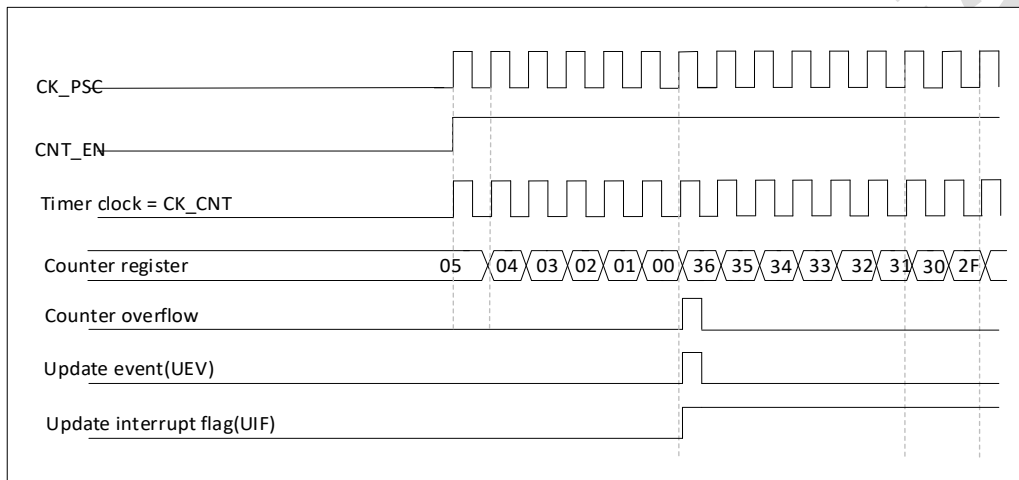 CK_PSC
CNT_EN
Timer clock = CK_CNT
Counter register 05 04 03 02 01 00 36 35 34 33 32 31 30 2F
Counter overflow
Update event(UEV)
Update interrupt flag(UIF)